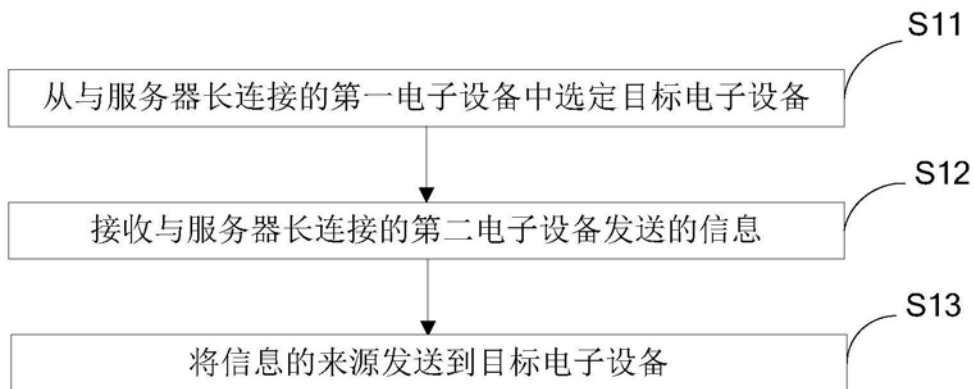 S11
从与服务器长连接的第一电子设备中选定目标电子设备
S12
接收与服务器长连接的第二电子设备发送的信息
S13
将信息的来源发送到目标电子设备